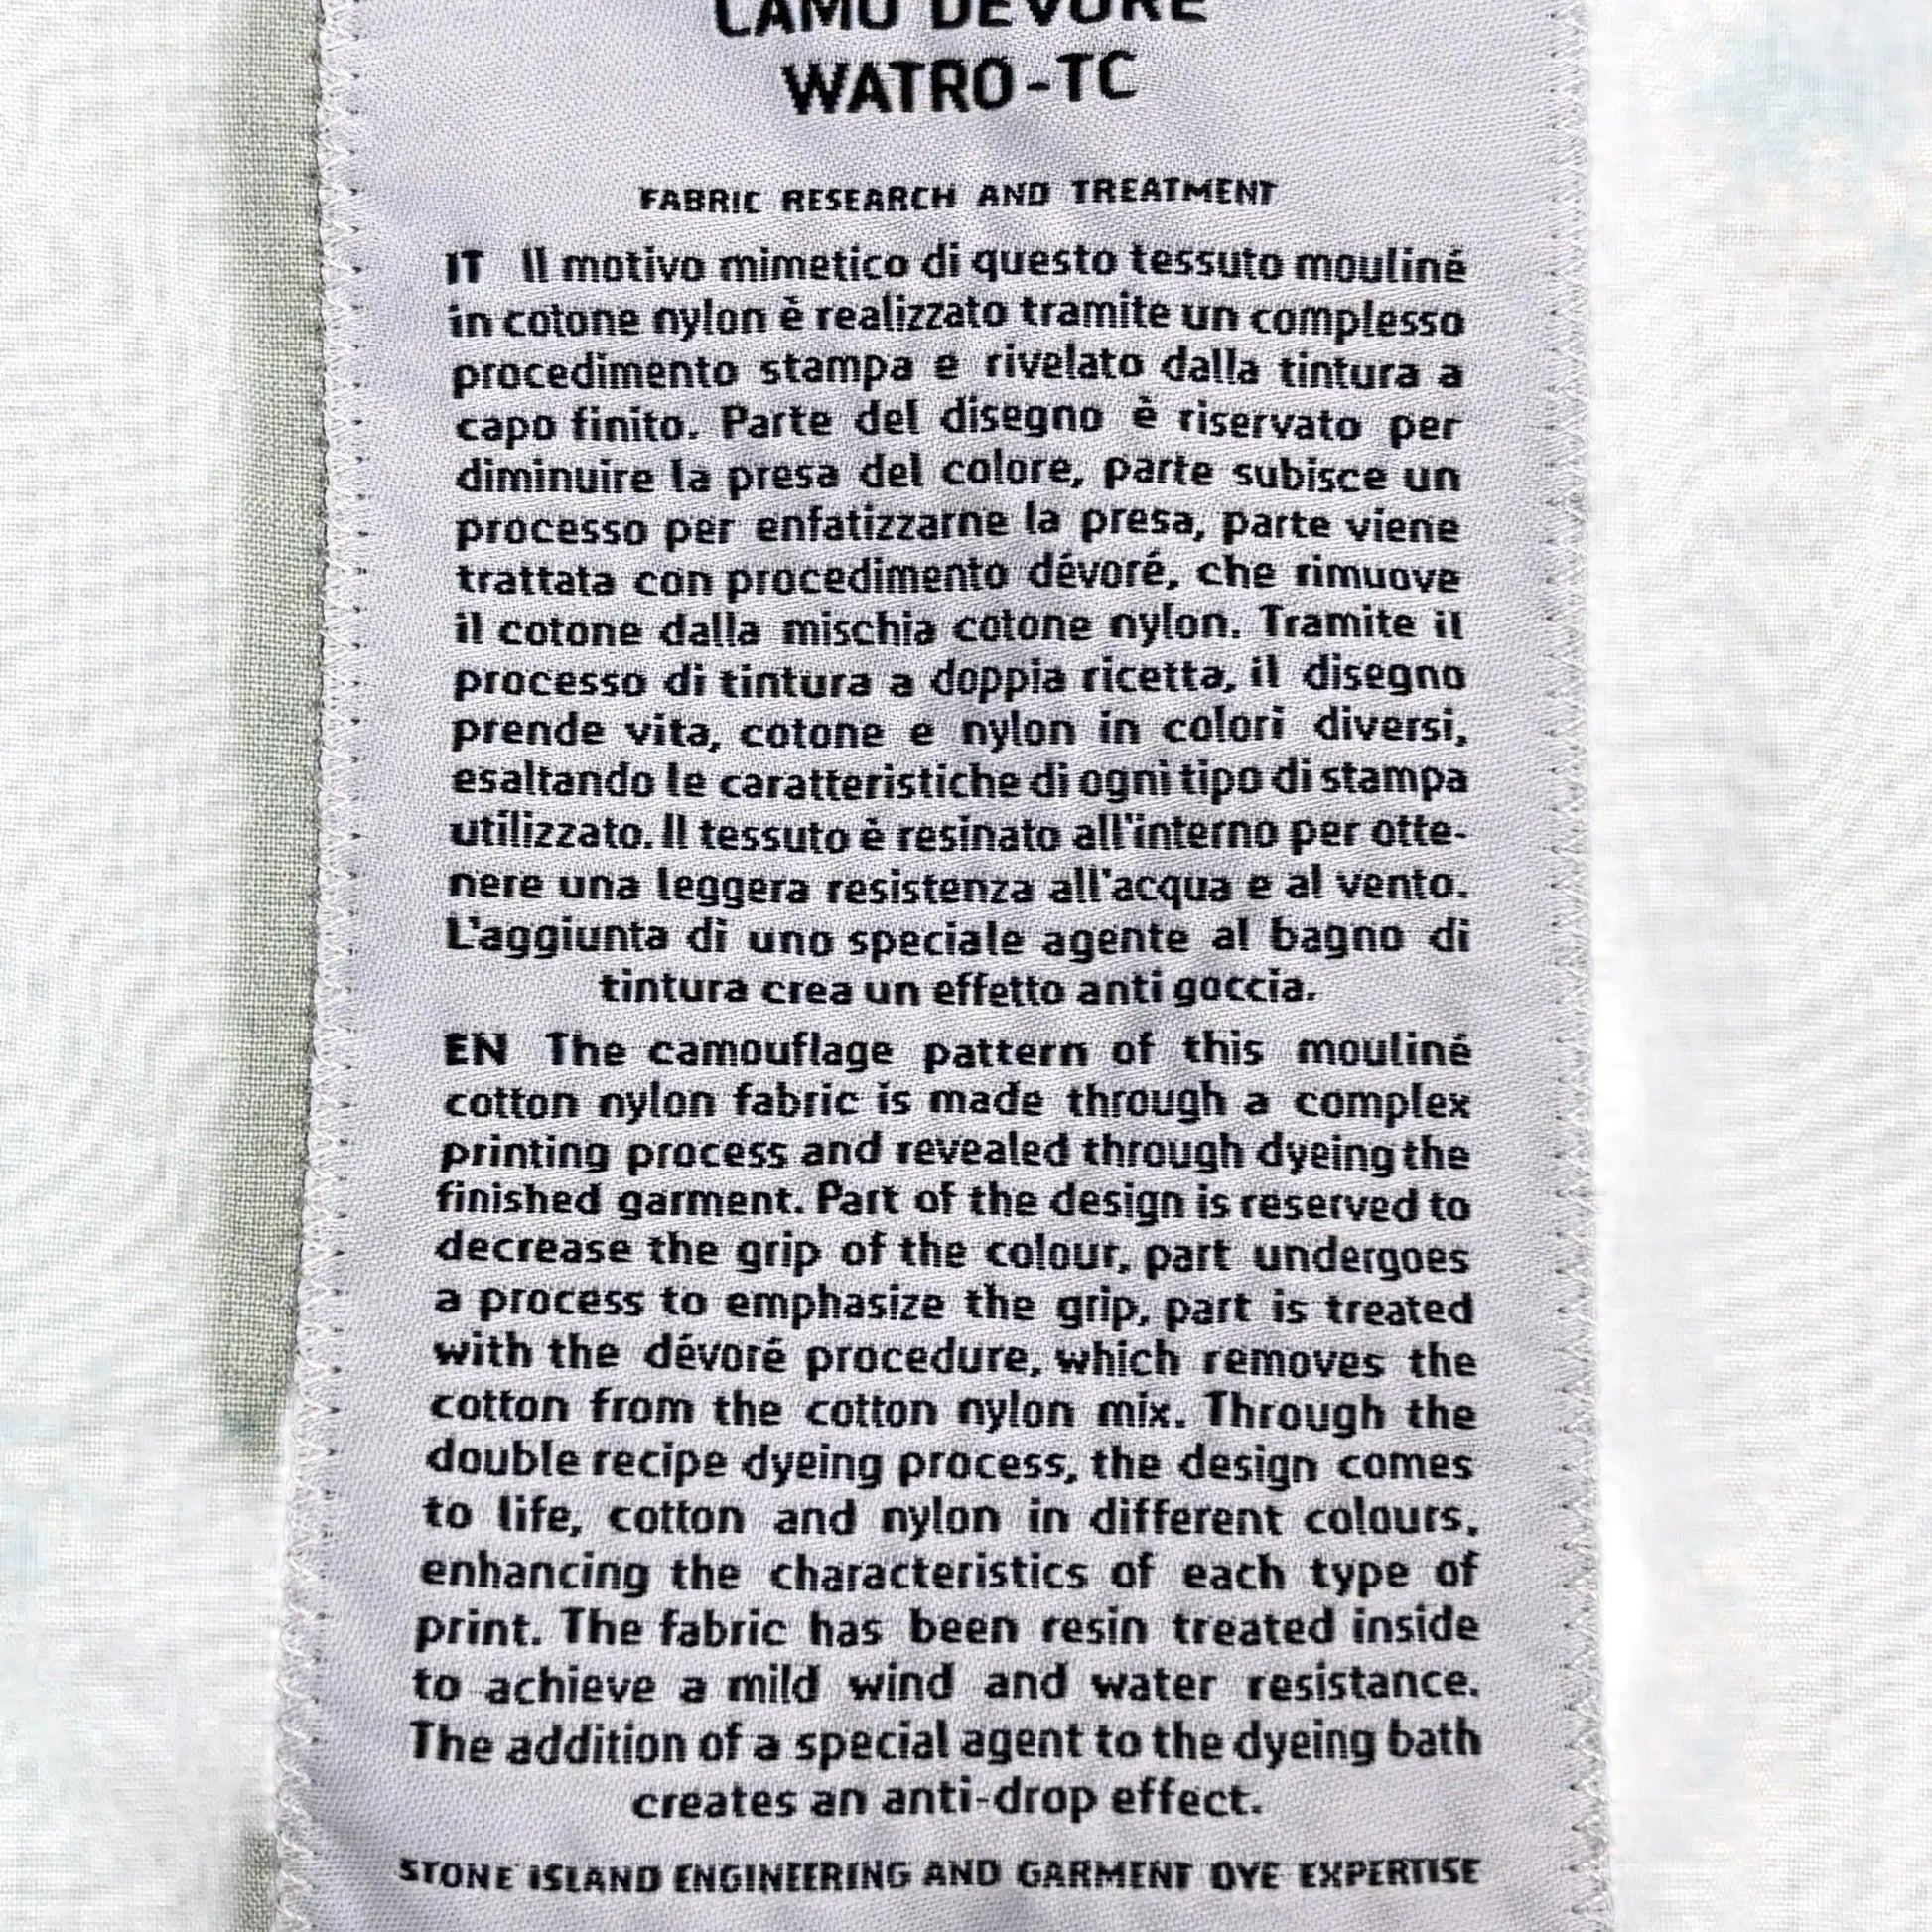 CAMO DÉVORÉ
WATRO-TC
FABRIC RESEARCH AND TREATMENT
IT Il motivo mimetico di questo tessuto mouliné
in cotone nylon è realizzato tramite un complesso
procedimento stampa e rivelato dalla tintura a
capo finito. Parte del disegno è riservato per
diminuire la presa del colore, parte subisce un
processo per enfatizzarne la presa, parte viene
trattata con procedimento dévoré, che rimuove
il cotone dalla mischia cotone nylon. Tramite il
processo di tintura a doppia ricetta, il disegno
prende vita, cotone e nylon in colori diversi,
esaltando le caratteristiche di ogni tipo di stampa
utilizzato. Il tessuto è resinato all'interno per otte-
nere una leggera resistenza all'acqua e al vento.
L'aggiunta di uno speciale agente al bagno di
tintura crea un effetto anti goccia.
EN The camouflage pattern of this mouliné
cotton nylon fabric is made through a complex
printing process and revealed through dyeing the
finished garment. Part of the design is reserved to
decrease the grip of the colour, part undergoes
a process to emphasize the grip, part is treated
with the dévoré procedure, which removes the
cotton from the cotton nylon mix. Through the
double recipe dyeing process, the design comes
to life, cotton and nylon in different colours,
enhancing the characteristics of each type of
print. The fabric has been resin treated inside
to achieve a mild wind and water resistance.
The addition of a special agent to the dyeing bath
creates an anti-drop effect.
STONE ISLAND ENGINEERING AND GARMENT DYE EXPERTISE